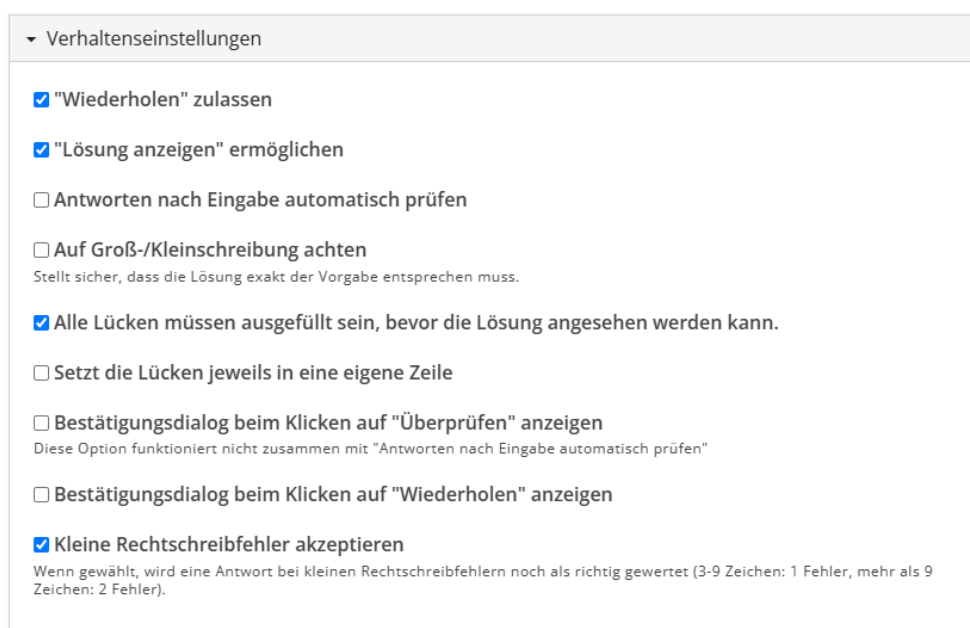 Verhaltenseinstellungen
"Wiederholen" zulassen
"Lösung anzeigen" ermöglichen
Antworten nach Eingabe automatisch prüfen
Auf Groß-/Kleinschreibung achten
Stellt sicher, dass die Lösung exakt der Vorgabe entsprechen muss.
Alle Lücken müssen ausgefüllt sein, bevor die Lösung angesehen werden kann.
Setzt die Lücken jeweils in eine eigene Zeile
Bestätigungsdialog beim Klicken auf "Überprüfen" anzeigen
Diese Option funktioniert nicht zusammen mit "Antworten nach Eingabe automatisch prüfen"
Bestätigungsdialog beim Klicken auf "Wiederholen" anzeigen
Kleine Rechtschreibfehler akzeptieren
Wenn gewählt, wird eine Antwort bei kleinen Rechtschreibfehlern noch als richtig gewertet (3-9 Zeichen: 1 Fehler, mehr als 9
Zeichen: 2 Fehler).